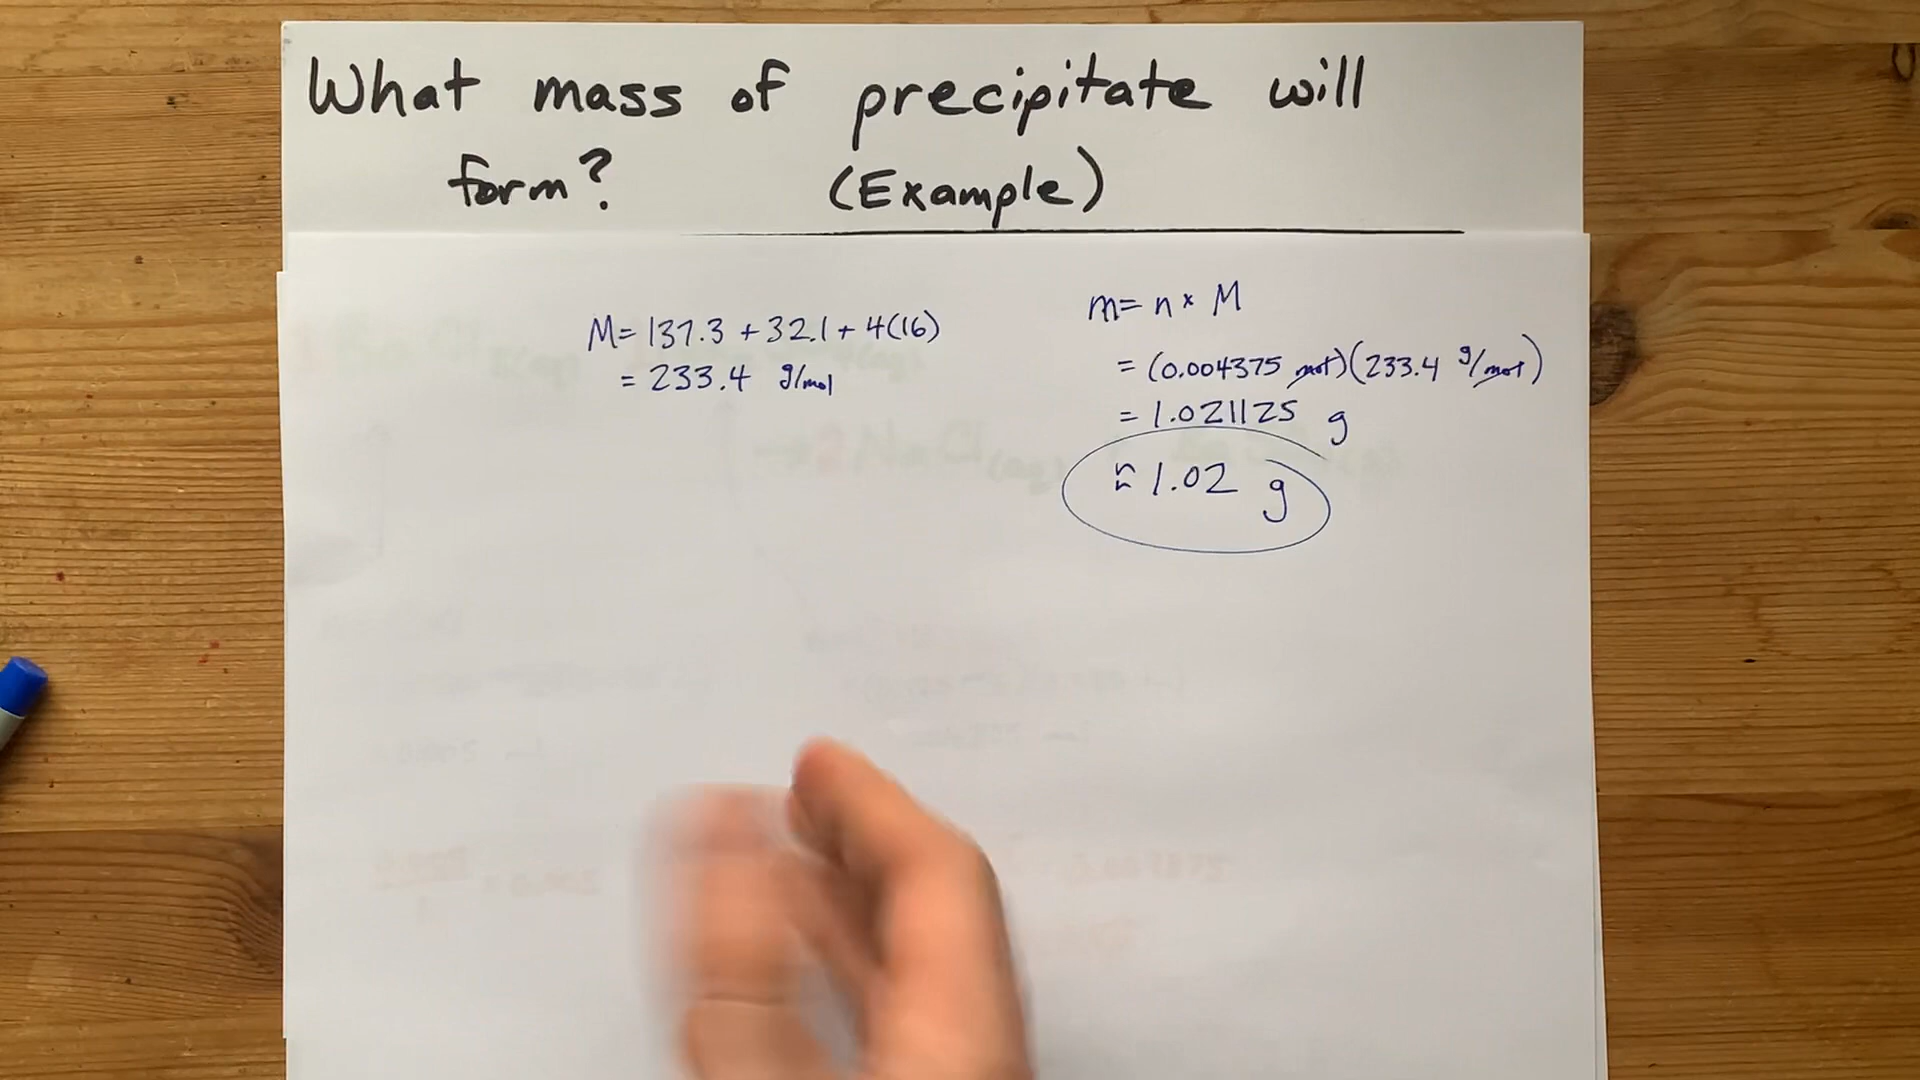 What mass of precipitate will
form? (Example)
M= 137.3 + 32.1 + 4(16)
= 233.4 g/mol
m= n × M
= (0.004375 mol)(233.4 g/mol)
= 1.021125 g
≈ 1.02 g